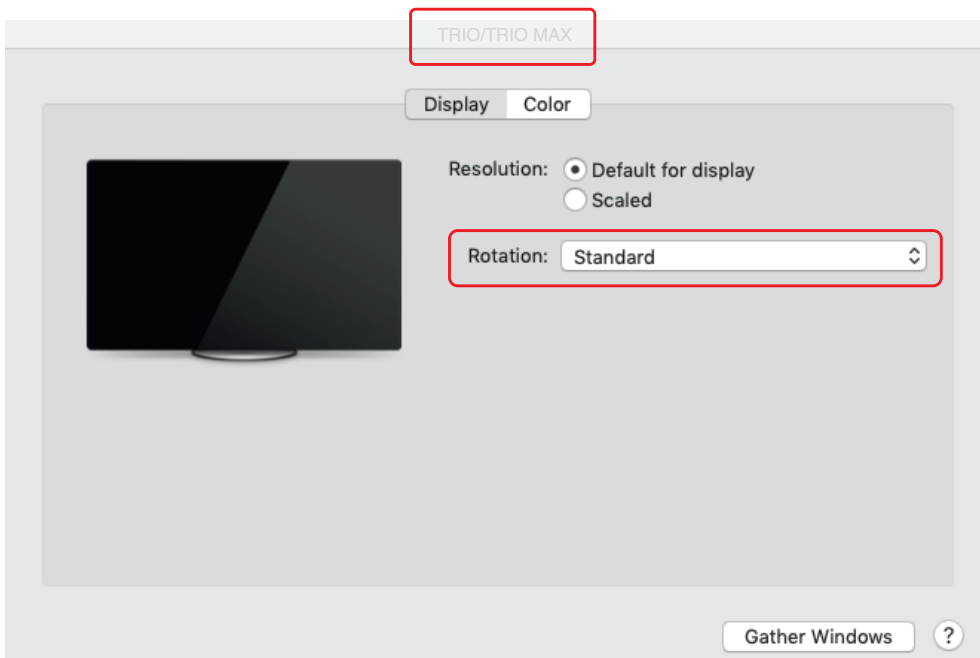 TRIO/TRIO MAX
Display Color
Resolution: Default for display
Scaled
Rotation: Standard
Gather Windows ?